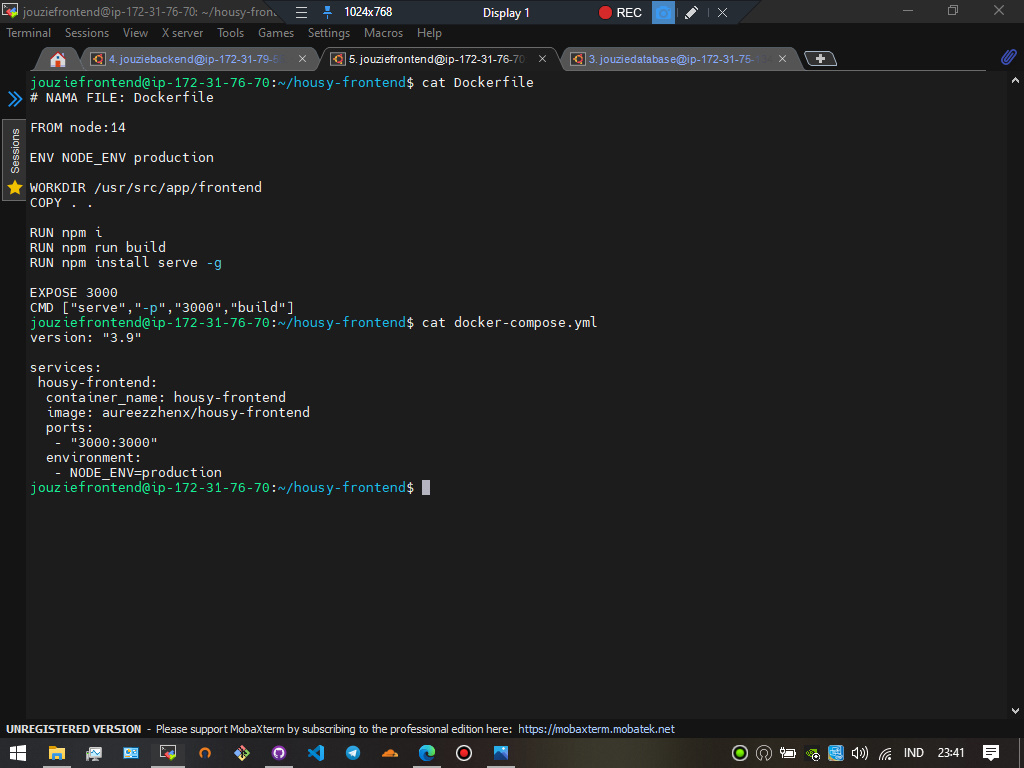 jouziefrontend@ip-172-31-76-70: ~/housy-front
1024x768
Display 1
REC
Terminal Sessions View X server Tools Games Settings Macros Help
4. jouziebackend@ip-172-31-79-
5. jouziefrontend@ip-172-31-76-70
3. jouziedatabase@ip-172-31-75-
Sessions
jouziefrontend@ip-172-31-76-70:~/housy-frontend$ cat Dockerfile
# NAMA FILE: Dockerfile
FROM node:14
ENV NODE_ENV production
WORKDIR /usr/src/app/frontend
COPY . .
RUN npm i
RUN npm run build
RUN npm install serve -g
EXPOSE 3000
CMD ["serve","-p","3000","build"]
jouziefrontend@ip-172-31-76-70:~/housy-frontend$ cat docker-compose.yml
version: "3.9"
services:
 housy-frontend:
  container_name: housy-frontend
  image: aureezzhenx/housy-frontend
  ports:
   - "3000:3000"
  environment:
   - NODE_ENV=production
jouziefrontend@ip-172-31-76-70:~/housy-frontend$
UNREGISTERED VERSION - Please support MobaXterm by subscribing to the professional edition here: https://mobaxterm.mobatek.net
IND 23:41